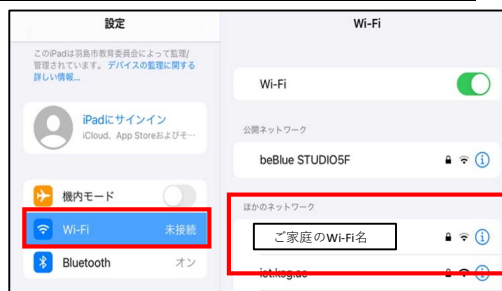 設定
このiPadは羽島市教育委員会によって監理/
管理されています。デバイスの監理に関する
詳しい情報...
iPadにサインイン
iCloud、App Storeおよびそ…
機内モード
Wi-Fi
未接続
Bluetooth
オン
Wi-Fi
Wi-Fi
公開ネットワーク
beBlue STUDIO5F
ほかのネットワーク
ご家庭のWi-Fi名